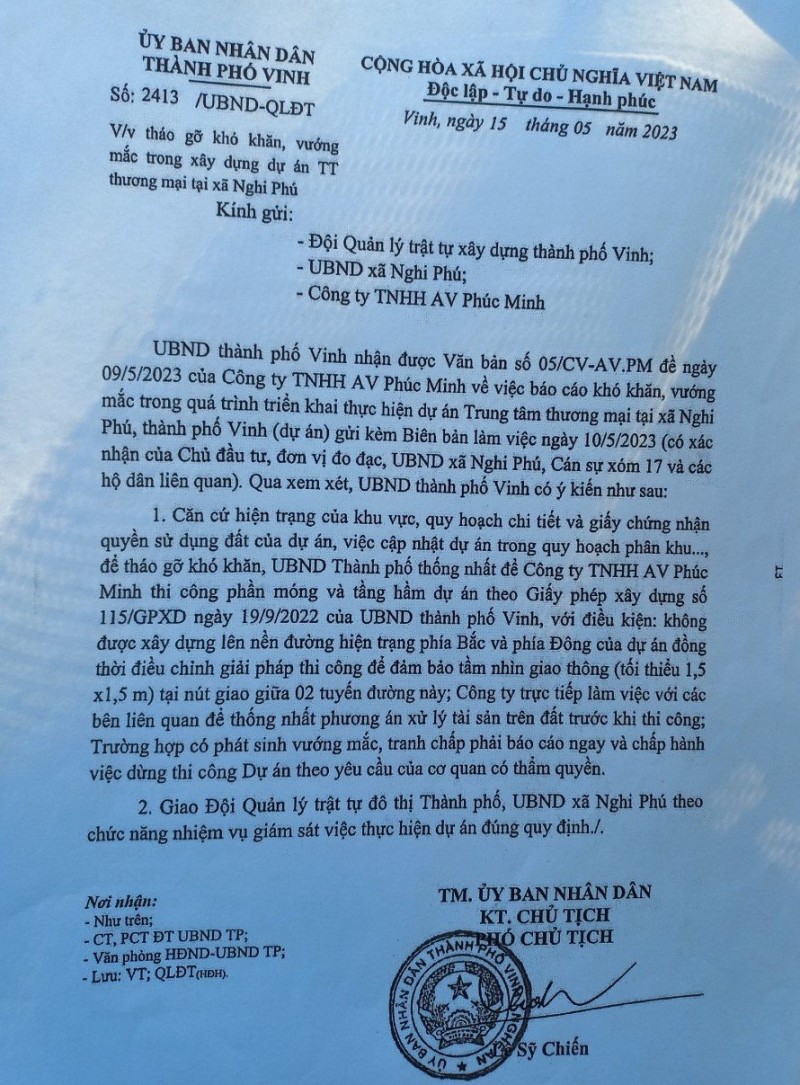 ỦY BAN NHÂN DÂN
THÀNH PHỐ VINH
Số: 2413 /UBND-QLĐT
V/v tháo gỡ khó khăn, vướng
mắc trong xây dựng dự án TT
thương mại tại xã Nghi Phú
CỘNG HÒA XÃ HỘI CHỦ NGHĨA VIỆT NAM
Độc lập - Tự do - Hạnh phúc
Vinh, ngày 15 tháng 05 năm 2023
Kính gửi:
- Đội Quản lý trật tự xây dựng thành phố Vinh;
- UBND xã Nghi Phú;
- Công ty TNHH AV Phúc Minh
UBND thành phố Vinh nhận được Văn bản số 05/CV-AV.PM đề ngày
09/5/2023 của Công ty TNHH AV Phúc Minh về việc báo cáo khó khăn, vướng
mắc trong quá trình triển khai thực hiện dự án Trung tâm thương mại tại xã Nghi
Phú, thành phố Vinh (dự án) gửi kèm Biên bản làm việc ngày 10/5/2023 (có xác
nhận của Chủ đầu tư, đơn vị đo đạc, UBND xã Nghi Phú, Cán sự xóm 17 và các
hộ dân liên quan). Qua xem xét, UBND thành phố Vinh có ý kiến như sau:
1. Căn cứ hiện trạng của khu vực, quy hoạch chi tiết và giấy chứng nhận
quyền sử dụng đất của dự án, việc cập nhật dự án trong quy hoạch phân khu...,
để tháo gỡ khó khăn, UBND Thành phố thống nhất để Công ty TNHH AV Phúc
Minh thi công phần móng và tầng hầm dự án theo Giấy phép xây dựng số
115/GPXD ngày 19/9/2022 của UBND thành phố Vinh, với điều kiện: không
được xây dựng lên nền đường hiện trạng phía Bắc và phía Đông của dự án đồng
thời điều chỉnh giải pháp thi công để đảm bảo tầm nhìn giao thông (tối thiểu 1,5
x1,5 m) tại nút giao giữa 02 tuyến đường này; Công ty trực tiếp làm việc với các
bên liên quan để thống nhất phương án xử lý tài sản trên đất trước khi thi công;
Trường hợp có phát sinh vướng mắc, tranh chấp phải báo cáo ngay và chấp hành
việc dừng thi công Dự án theo yêu cầu của cơ quan có thẩm quyền.
2. Giao Đội Quản lý trật tự đô thị Thành phố, UBND xã Nghi Phú theo
chức năng nhiệm vụ giám sát việc thực hiện dự án đúng quy định./.
Nơi nhận:
- Như trên;
- CT, PCT ĐT UBND TP;
- Văn phòng HĐND-UBND TP;
- Lưu: VT; QLĐT(HĐH).
TM. ỦY BAN NHÂN DÂN
KT. CHỦ TỊCH
PHÓ CHỦ TỊCH
ỦY BAN NHÂN DÂN THÀNH PHỐ VINH
NGHỆ AN
Sỹ Chiến